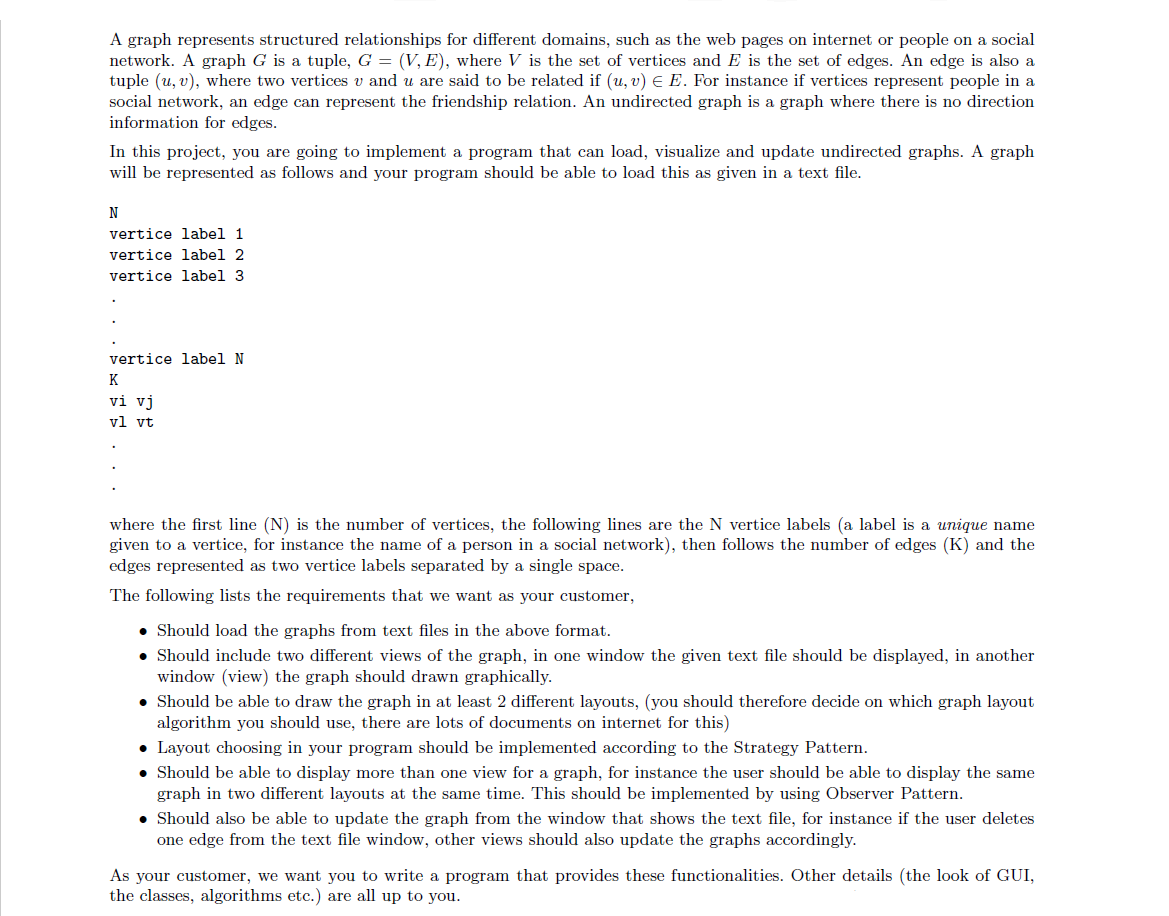 A graph represents structured relationships for different domains, such as the web pages on internet or people on a social
network. A graph G is a tuple, G = (V, E), where V is the set of vertices and E is the set of edges. An edge is also a
tuple (u, v), where two vertices v and u are said to be related if (u, v) ∈ E. For instance if vertices represent people in a
social network, an edge can represent the friendship relation. An undirected graph is a graph where there is no direction
information for edges.
In this project, you are going to implement a program that can load, visualize and update undirected graphs. A graph
will be represented as follows and your program should be able to load this as given in a text file.
N
vertice label 1
vertice label 2
vertice label 3
.
.
.
vertice label N
K
vi vj
vl vt
.
.
.
where the first line (N) is the number of vertices, the following lines are the N vertice labels (a label is a unique name
given to a vertice, for instance the name of a person in a social network), then follows the number of edges (K) and the
edges represented as two vertice labels separated by a single space.
The following lists the requirements that we want as your customer,
• Should load the graphs from text files in the above format.
• Should include two different views of the graph, in one window the given text file should be displayed, in another
window (view) the graph should drawn graphically.
• Should be able to draw the graph in at least 2 different layouts, (you should therefore decide on which graph layout
algorithm you should use, there are lots of documents on internet for this)
• Layout choosing in your program should be implemented according to the Strategy Pattern.
• Should be able to display more than one view for a graph, for instance the user should be able to display the same
graph in two different layouts at the same time. This should be implemented by using Observer Pattern.
• Should also be able to update the graph from the window that shows the text file, for instance if the user deletes
one edge from the text file window, other views should also update the graphs accordingly.
As your customer, we want you to write a program that provides these functionalities. Other details (the look of GUI,
the classes, algorithms etc.) are all up to you.